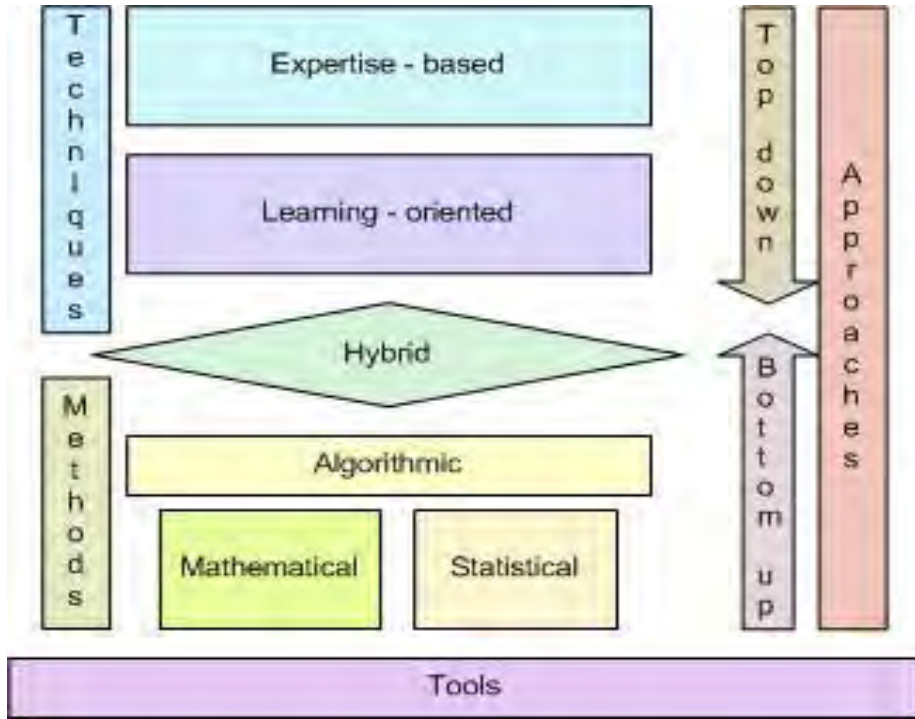 Techniques
Expertise - based
Learning - oriented
Hybrid
Methods
Algorithmic
Mathematical
Statistical
Top down
Bottom up
Approaches
Tools